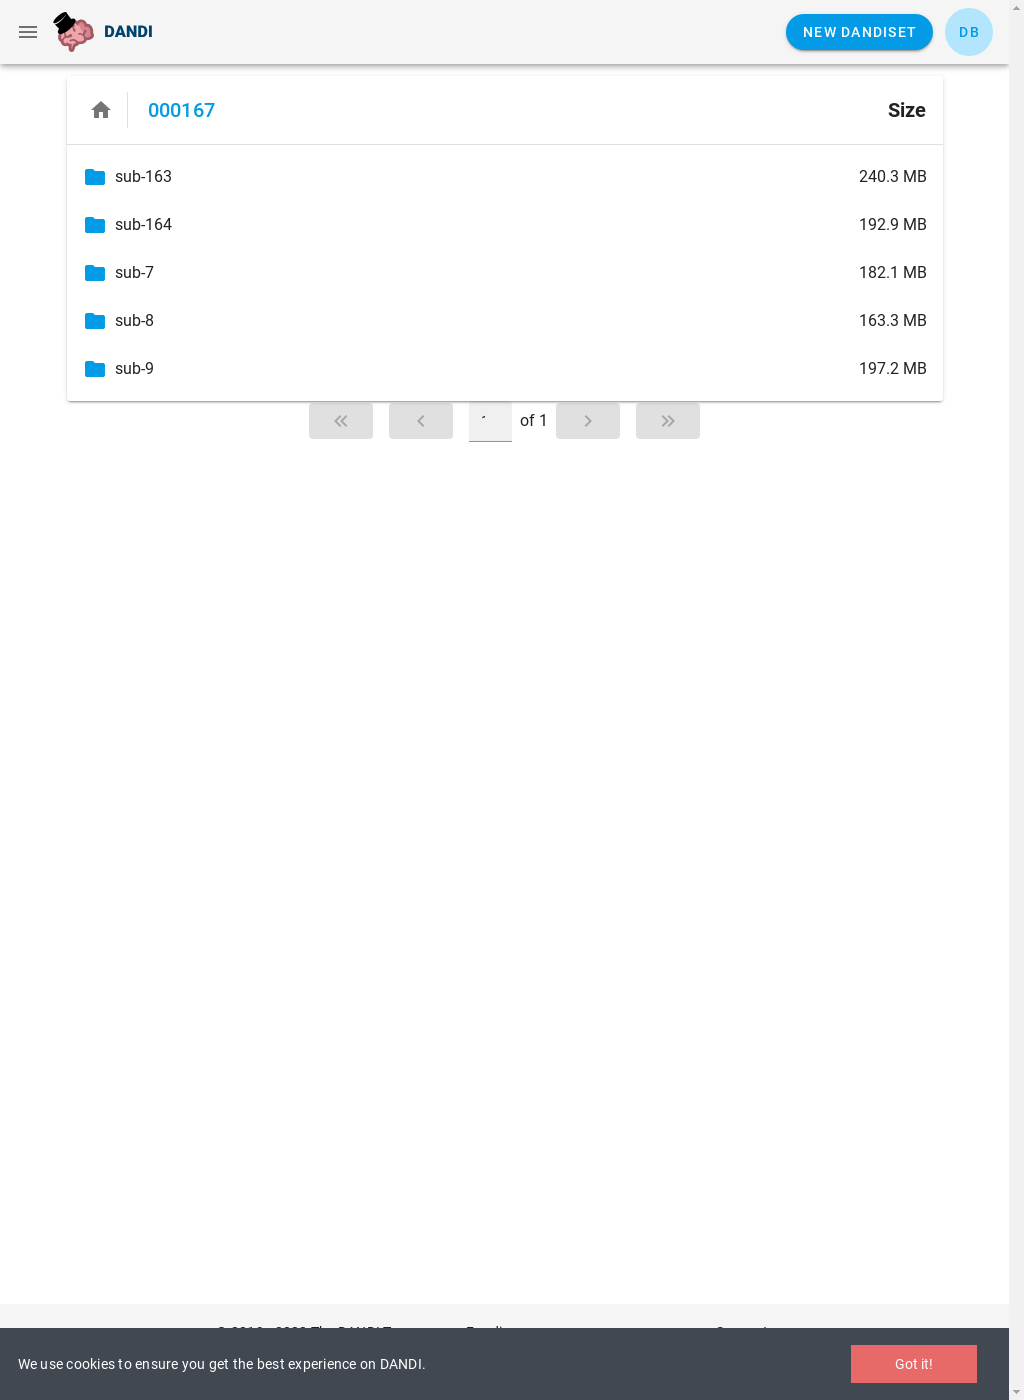 DANDI
NEW DANDISET
DB
000167
Size
sub-163
240.3 MB
sub-164
192.9 MB
sub-7
182.1 MB
sub-8
163.3 MB
sub-9
197.2 MB
of 1
We use cookies to ensure you get the best experience on DANDI.
Got it!